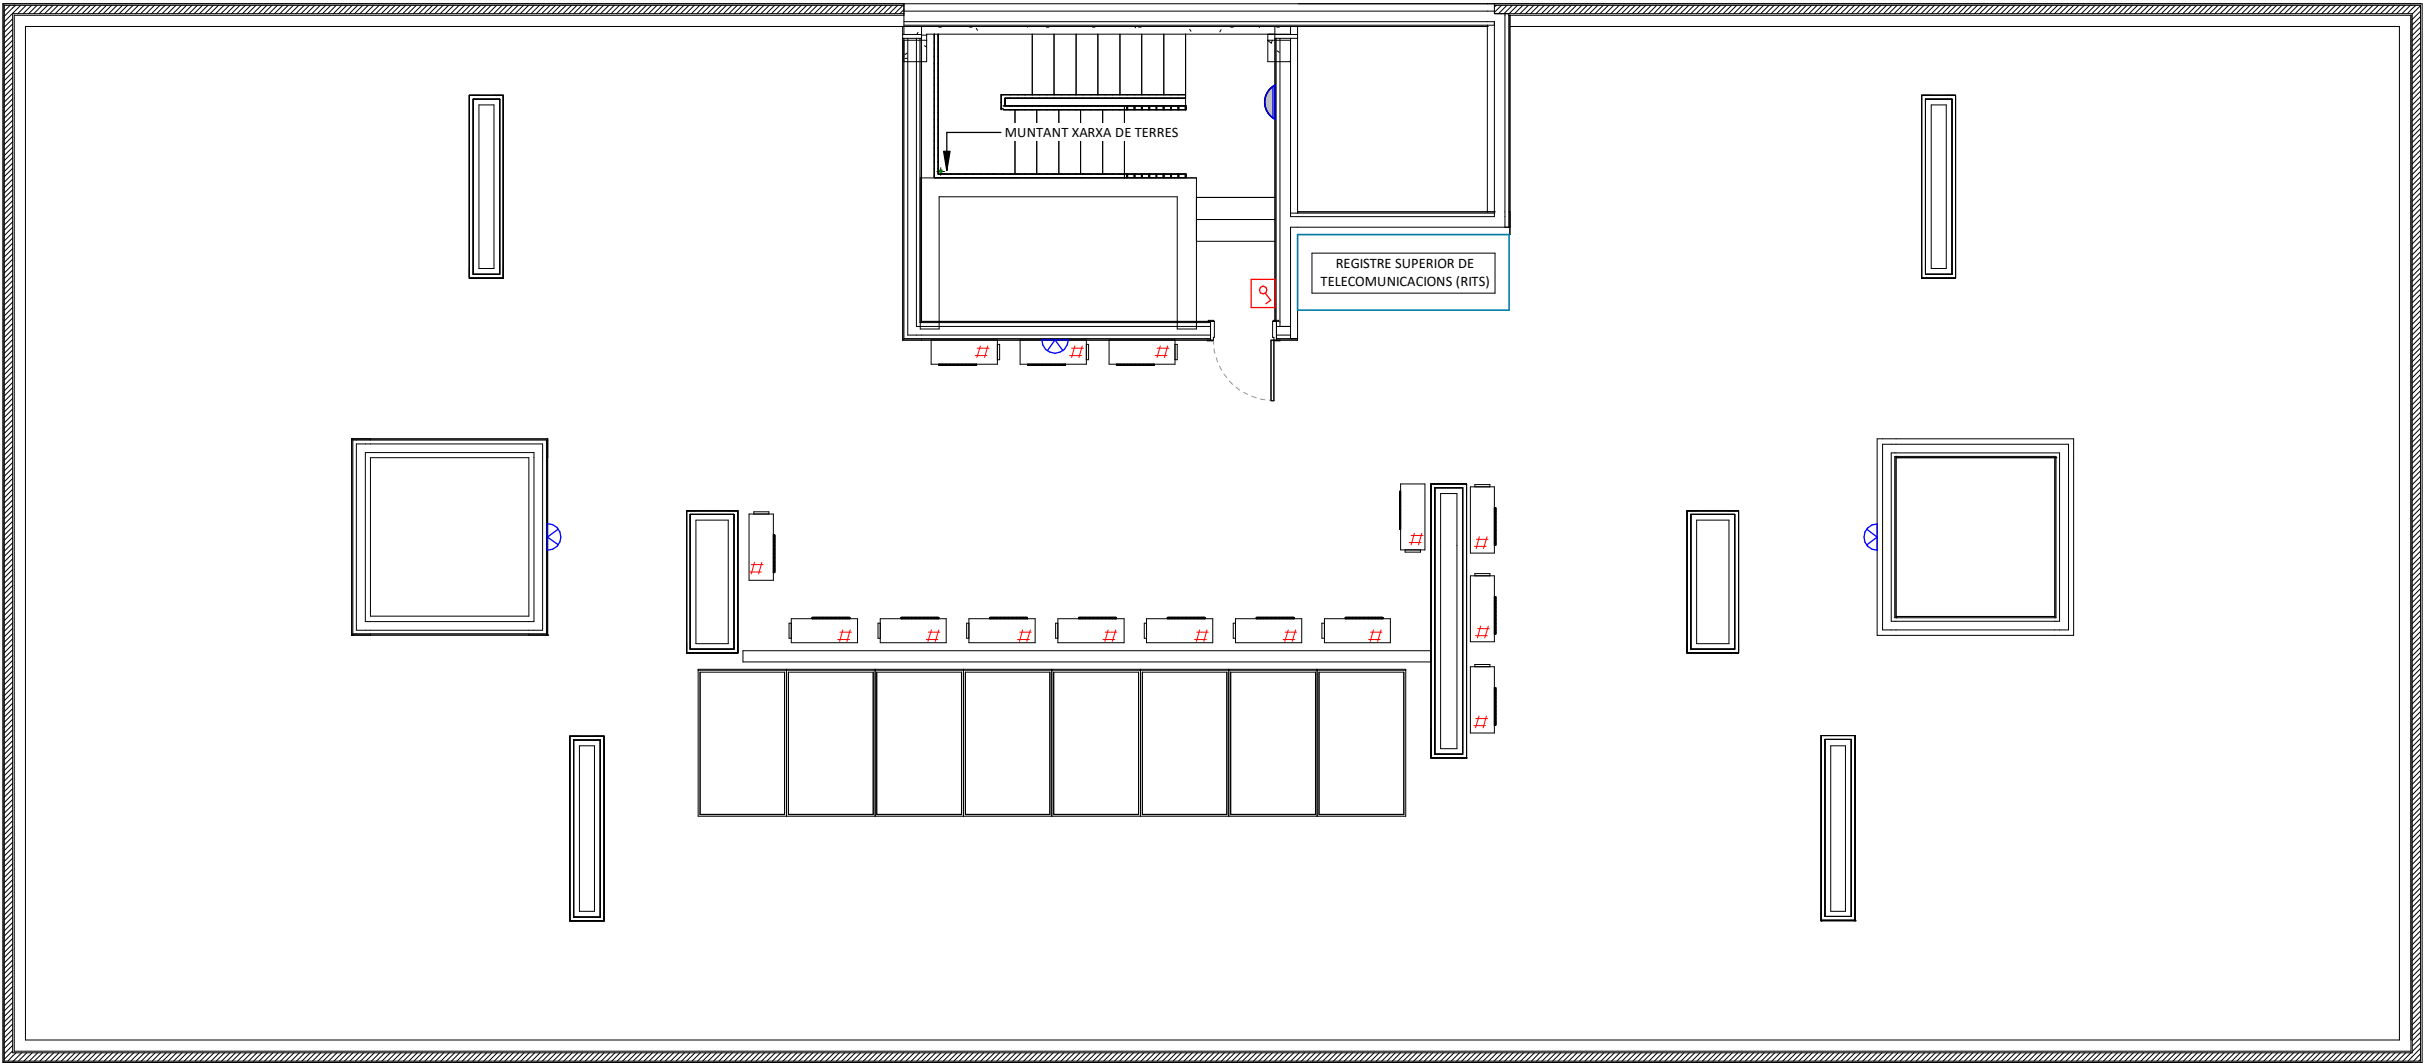 MUNTANT XARXA DE TERRES
REGISTRE SUPERIOR DE
TELECOMUNICACIONS (RITS)